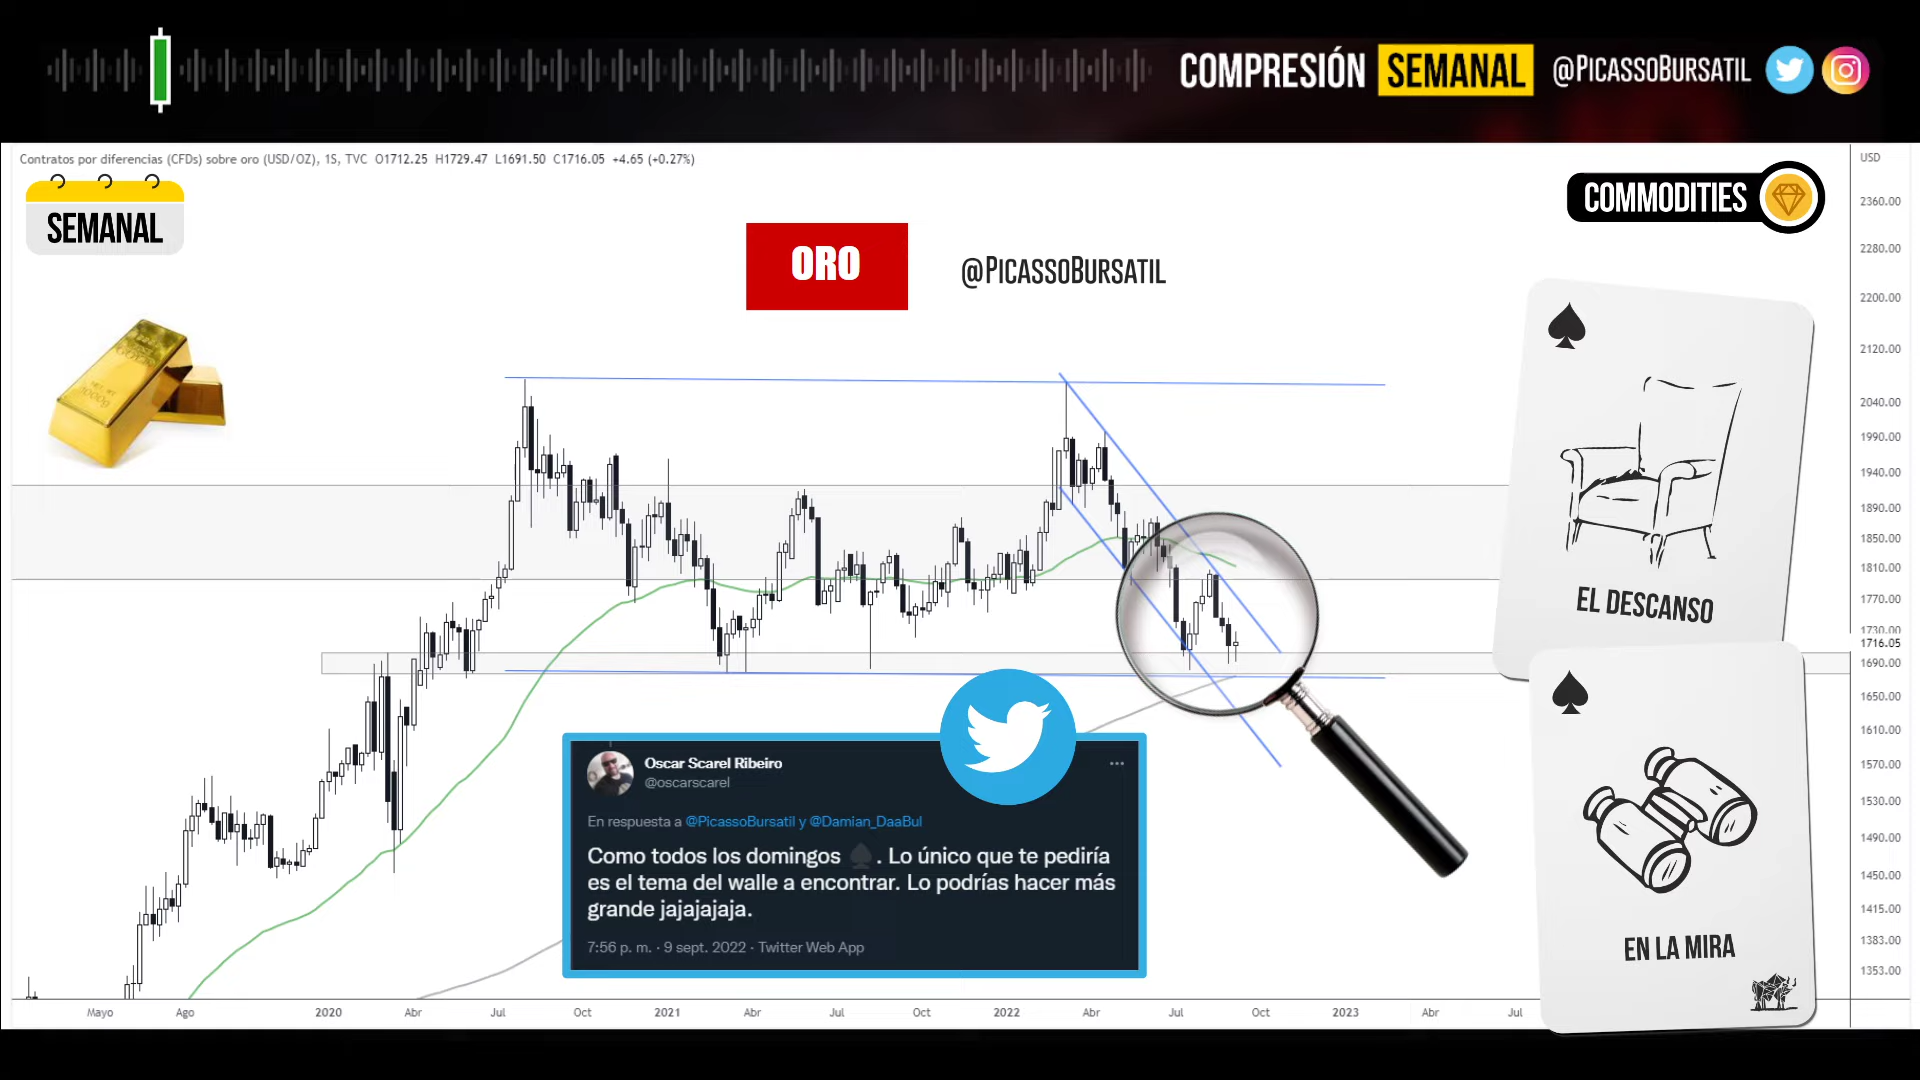 COMPRESIÓN SEMANAL @PICASSOBURSATIL
Contratos por diferencias (CFDs) sobre oro (USD/OZ), 1S, TVC O1712.25 H1729.47 L1691.50 C1716.05 +4.65 (+0.27%)
USD
SEMANAL
COMMODITIES
ORO
@PICASSOBURSATIL
2360.00
2280.00
2200.00
2120.00
2040.00
1990.00
1940.00
1890.00
1850.00
1810.00
1770.00
1730.00
1716.05
1690.00
1650.00
1610.00
1570.00
1530.00
1490.00
1450.00
1415.00
1383.00
1353.00
EL DESCANSO
EN LA MIRA
Oscar Scarel Ribeiro
@oscarscarel
En respuesta a @PicassoBursatil y @Damian_DaaBul
Como todos los domingos ♠. Lo único que te pediría
es el tema del walle a encontrar. Lo podrías hacer más
grande jajajajaja.
7:56 p. m. · 9 sept. 2022 · Twitter Web App
Mayo Ago 2020 Abr Jul Oct 2021 Abr Jul Oct 2022 Abr Jul Oct 2023 Abr Jul